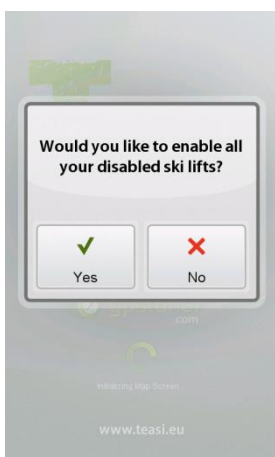 Would you like to enable all
your disabled ski lifts?
Yes
No
.com
Initializing Map Screen
www.teasi.eu